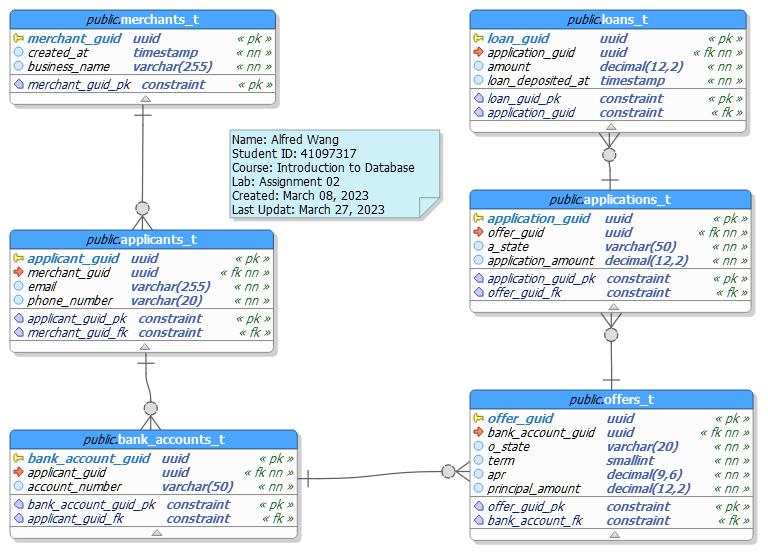 public.merchants_t
merchant_guid uuid « pk »
created_at timestamp « nn »
business_name varchar(255) « nn »
merchant_guid_pk constraint « pk »
public.loans_t
loan_guid uuid « pk »
application_guid uuid « fk nn »
amount decimal(12,2) « nn »
loan_deposited_at timestamp « nn »
loan_guid_pk constraint « pk »
application_guid constraint « fk »
Name: Alfred Wang
Student ID: 41097317
Course: Introduction to Database
Lab: Assignment 02
Created: March 08, 2023
Last Updat: March 27, 2023
public.applicants_t
applicant_guid uuid « pk »
merchant_guid uuid « fk nn »
email varchar(255) « nn »
phone_number varchar(20) « nn »
applicant_guid_pk constraint « pk »
merchant_guid_fk constraint « fk »
public.applications_t
application_guid uuid « pk »
offer_guid uuid « fk nn »
a_state varchar(50) « nn »
application_amount decimal(12,2) « nn »
application_guid_pk constraint « pk »
offer_guid_fk constraint « fk »
public.bank_accounts_t
bank_account_guid uuid « pk »
applicant_guid uuid « fk nn »
account_number varchar(50) « nn »
bank_account_guid_pk constraint « pk »
applicant_guid_fk constraint « fk »
public.offers_t
offer_guid uuid « pk »
bank_account_guid uuid « fk nn »
o_state varchar(20) « nn »
term smallint « nn »
apr decimal(9,6) « nn »
principal_amount decimal(12,2) « nn »
offer_guid_pk constraint « pk »
bank_account_fk constraint « fk »